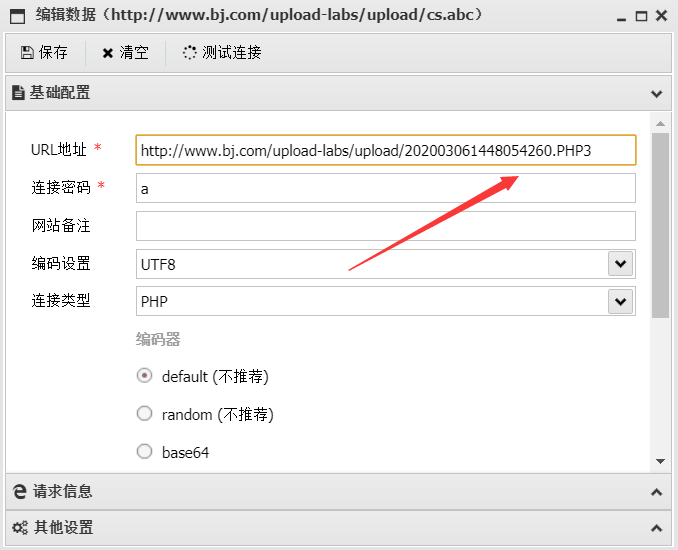 编辑数据（http://www.bj.com/upload-labs/upload/cs.abc）
保存 清空 测试连接
基础配置
URL地址 * http://www.bj.com/upload-labs/upload/202003061448054260.PHP3
连接密码 * a
网站备注
编码设置 UTF8
连接类型 PHP
编码器
default (不推荐)
random (不推荐)
base64
请求信息
其他设置